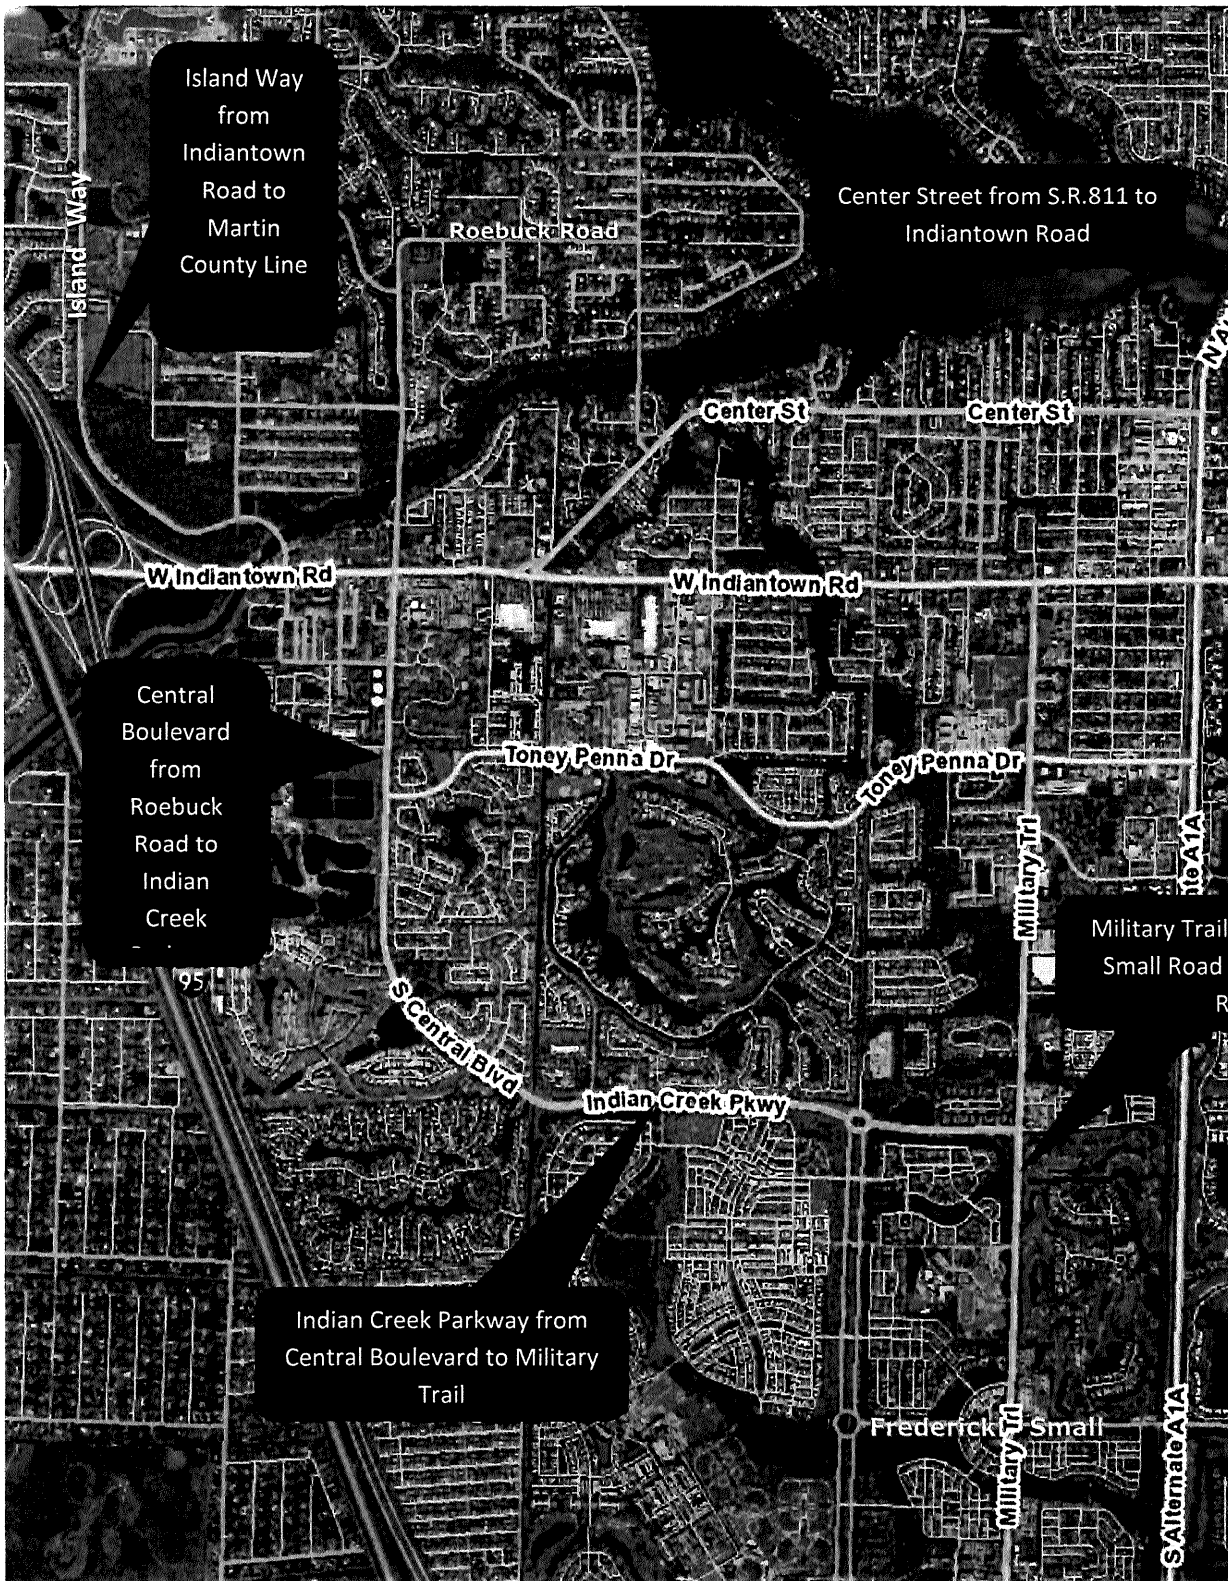 Island Way
from
Indiantown
Road to
Martin
County Line
Island Way
Roebuck Road
Center Street from S.R.811 to
Indiantown Road
N A
Center St
Center St
W Indiantown Rd
W Indiantown Rd
Central
Boulevard
from
Roebuck
Road to
Indian
Creek
Toney Penna Dr
Toney Penna Dr
Military Trl
te A1A
Military Trail
Small Road
R
95
S Central Blvd
Indian Creek Pkwy
Indian Creek Parkway from
Central Boulevard to Military
Trail
Frederick Small
Military Trl
S Alternate A1A